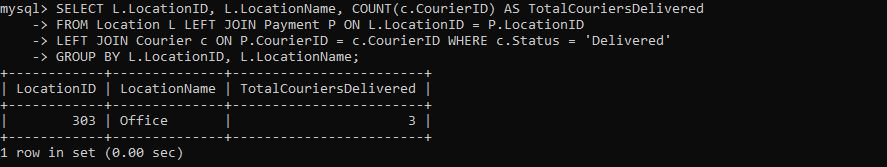 mysql> SELECT L.LocationID, L.LocationName, COUNT(c.CourierID) AS TotalCouriersDelivered
    -> FROM Location L LEFT JOIN Payment P ON L.LocationID = P.LocationID
    -> LEFT JOIN Courier c ON P.CourierID = c.CourierID WHERE c.Status = 'Delivered'
    -> GROUP BY L.LocationID, L.LocationName;
+------------+--------------+------------------------+
| LocationID | LocationName | TotalCouriersDelivered |
+------------+--------------+------------------------+
|        303 | Office       |                      3 |
+------------+--------------+------------------------+
1 row in set (0.00 sec)